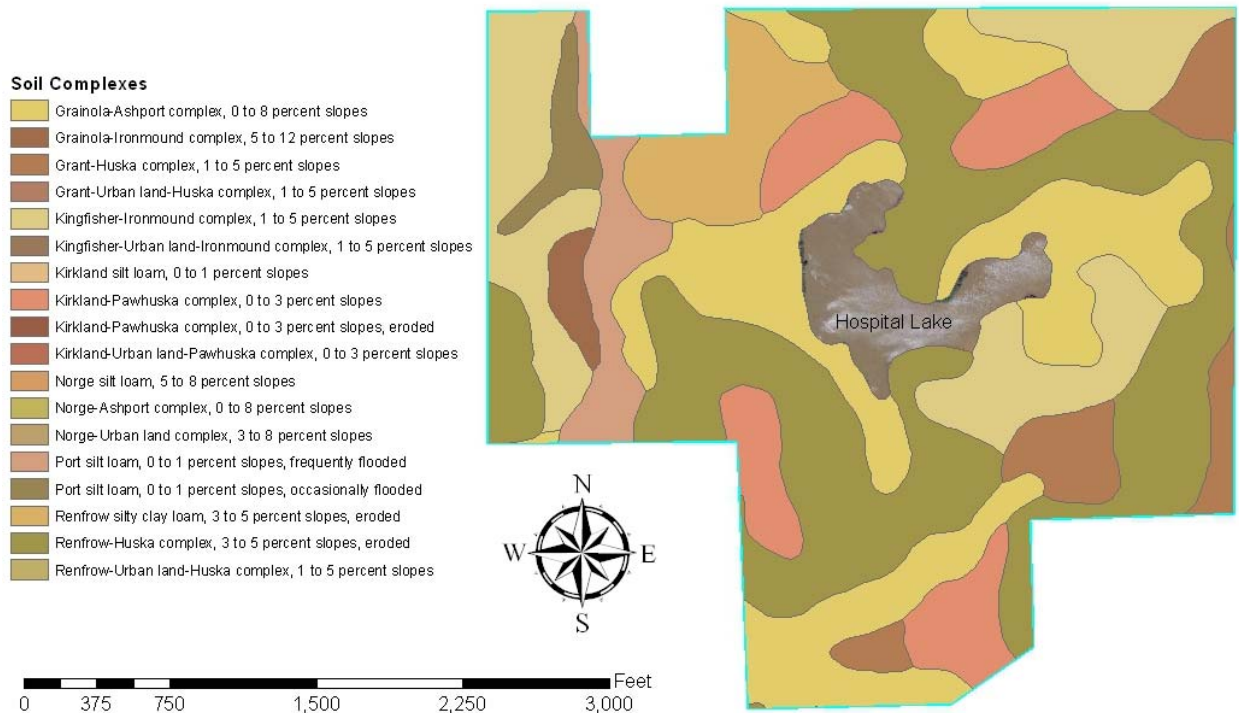 Soil Complexes
Grainola-Ashport complex, 0 to 8 percent slopes
Grainola-Ironmound complex, 5 to 12 percent slopes
Grant-Huska complex, 1 to 5 percent slopes
Grant-Urban land-Huska complex, 1 to 5 percent slopes
Kingfisher-Ironmound complex, 1 to 5 percent slopes
Kingfisher-Urban land-Ironmound complex, 1 to 5 percent slopes
Kirkland silt loam, 0 to 1 percent slopes
Kirkland-Pawhuska complex, 0 to 3 percent slopes
Kirkland-Pawhuska complex, 0 to 3 percent slopes, eroded
Kirkland-Urban land-Pawhuska complex, 0 to 3 percent slopes
Norge silt loam, 5 to 8 percent slopes
Norge-Ashport complex, 0 to 8 percent slopes
Norge-Urban land complex, 3 to 8 percent slopes
Port silt loam, 0 to 1 percent slopes, frequently flooded
Port silt loam, 0 to 1 percent slopes, occasionally flooded
Renfrow silty clay loam, 3 to 5 percent slopes, eroded
Renfrow-Huska complex, 3 to 5 percent slopes, eroded
Renfrow-Urban land-Huska complex, 1 to 5 percent slopes
Hospital Lake
N
W E
S
Feet
0 375 750 1,500 2,250 3,000